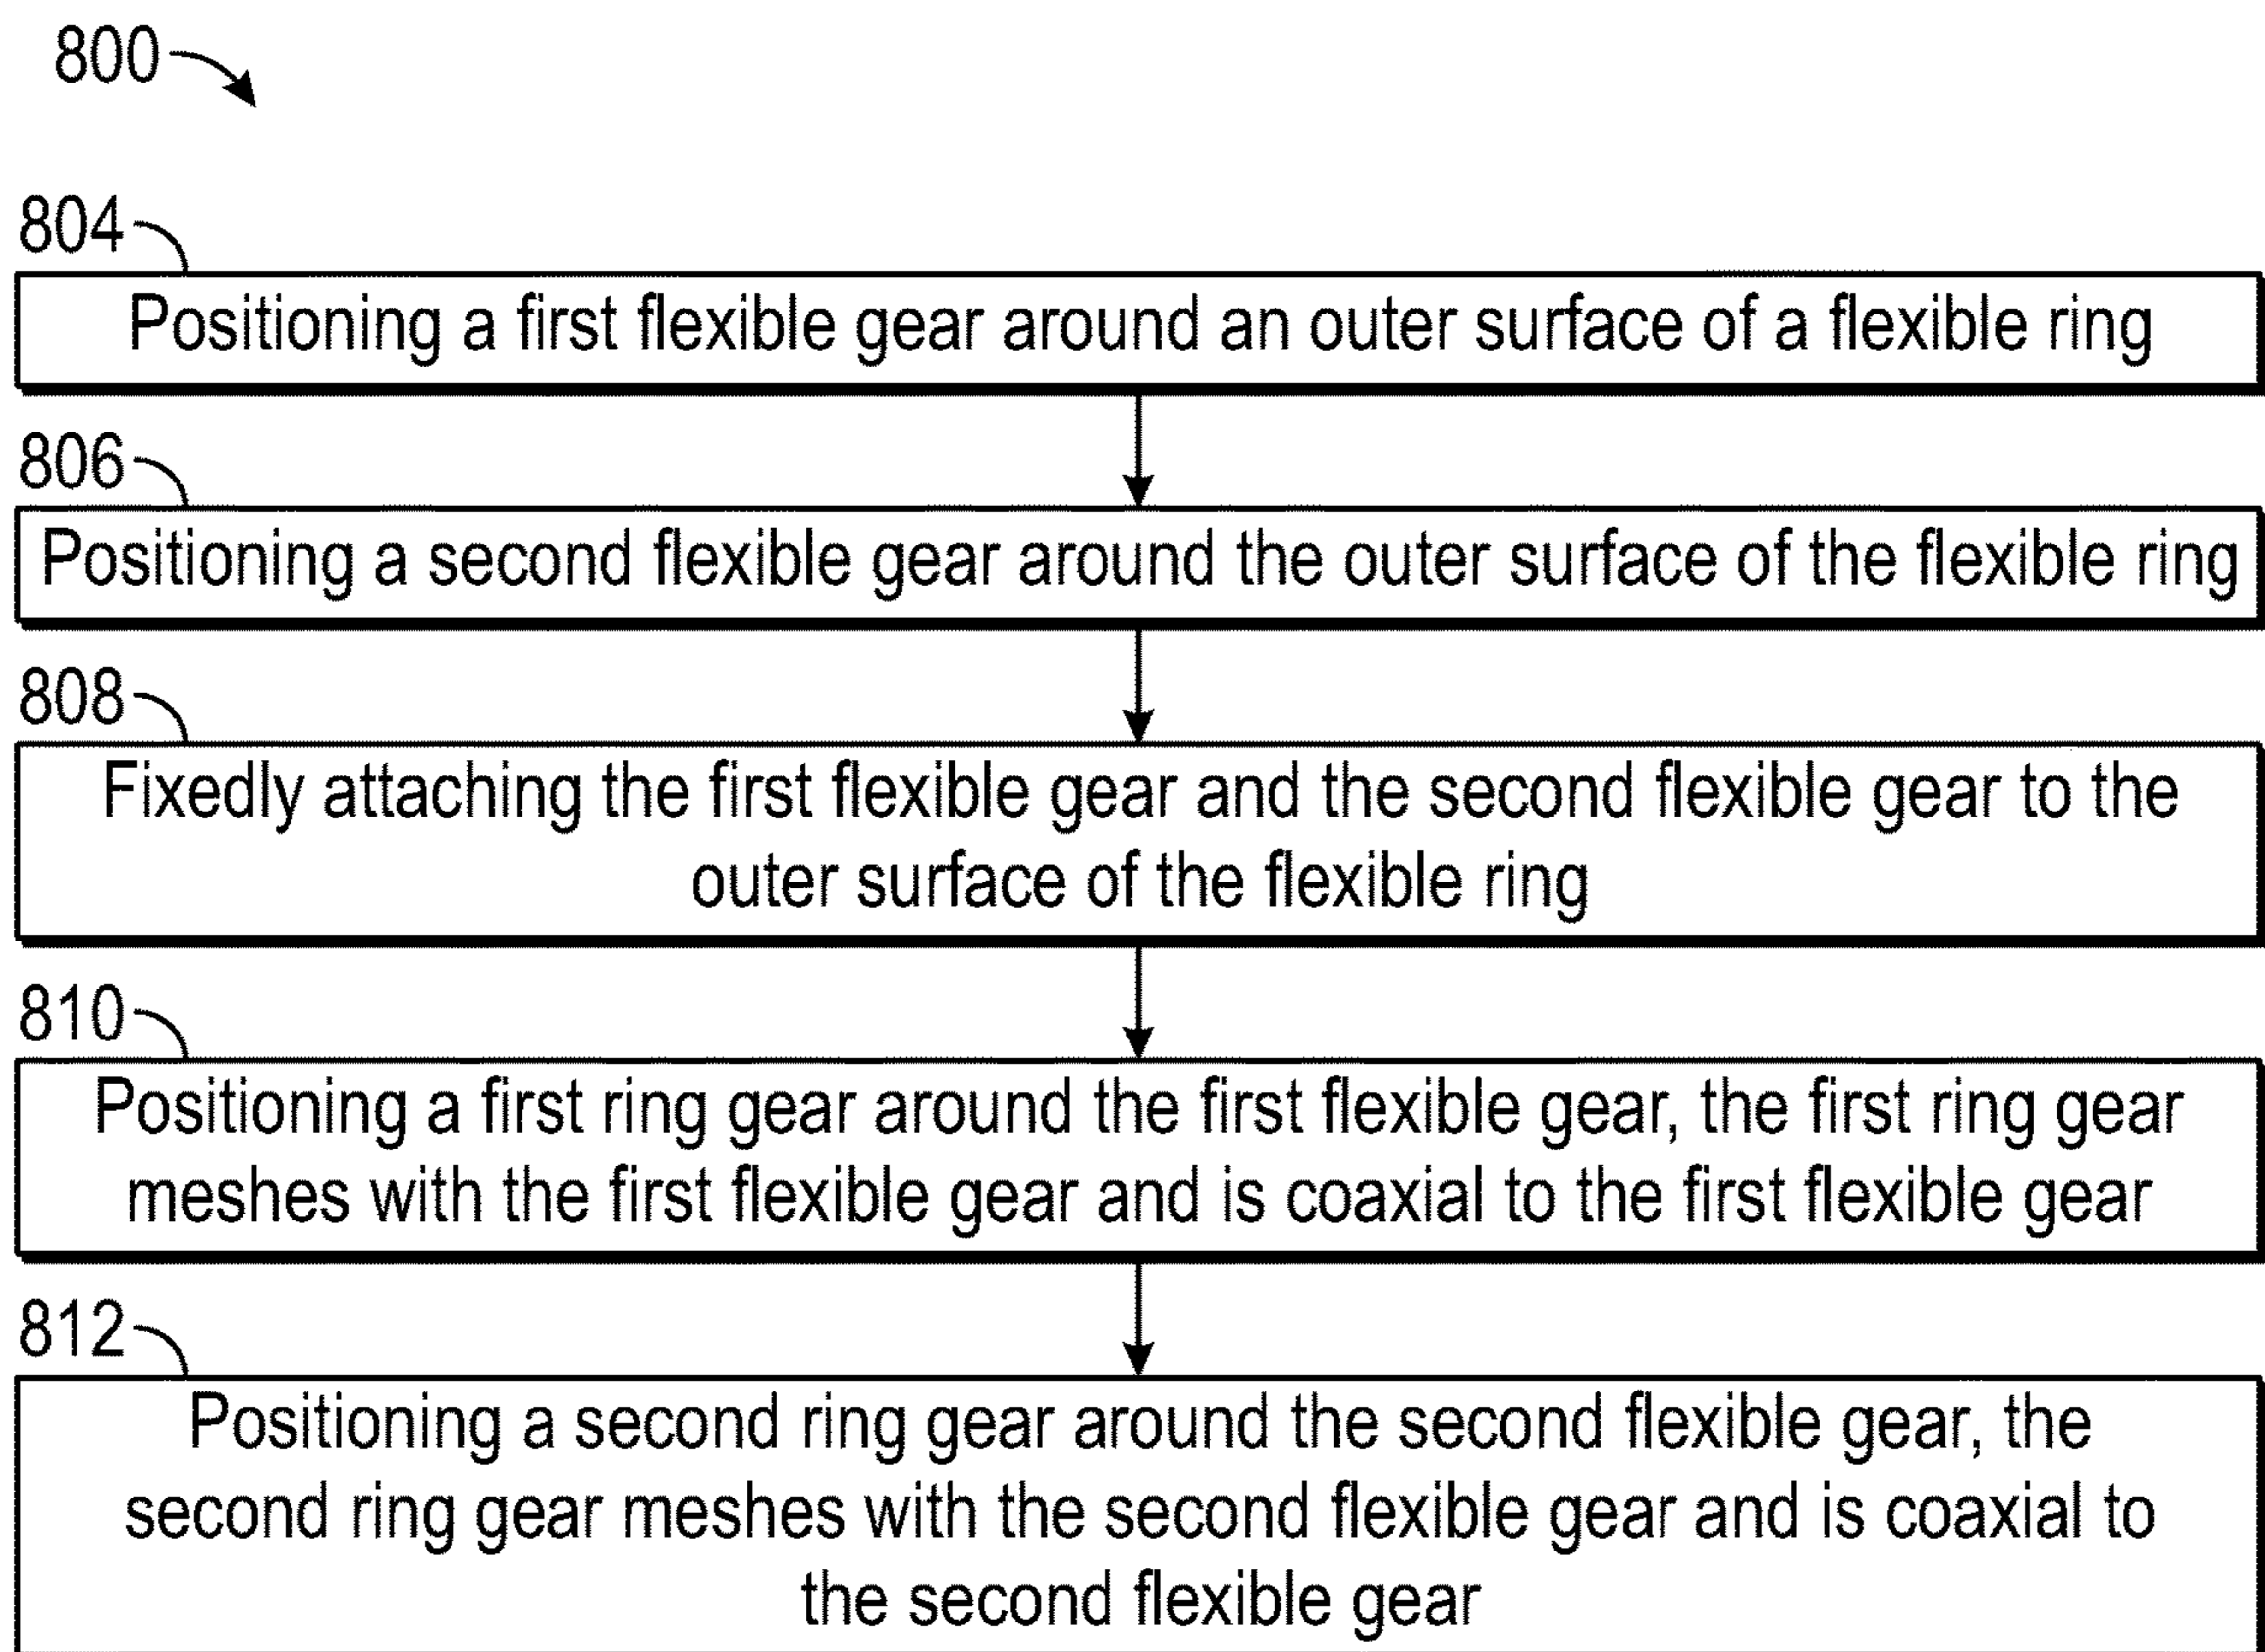 800
804
Positioning a first flexible gear around an outer surface of a flexible ring
806
Positioning a second flexible gear around the outer surface of the flexible ring
808
Fixedly attaching the first flexible gear and the second flexible gear to the
outer surface of the flexible ring
810
Positioning a first ring gear around the first flexible gear, the first ring gear
meshes with the first flexible gear and is coaxial to the first flexible gear
812
Positioning a second ring gear around the second flexible gear, the
second ring gear meshes with the second flexible gear and is coaxial to
the second flexible gear